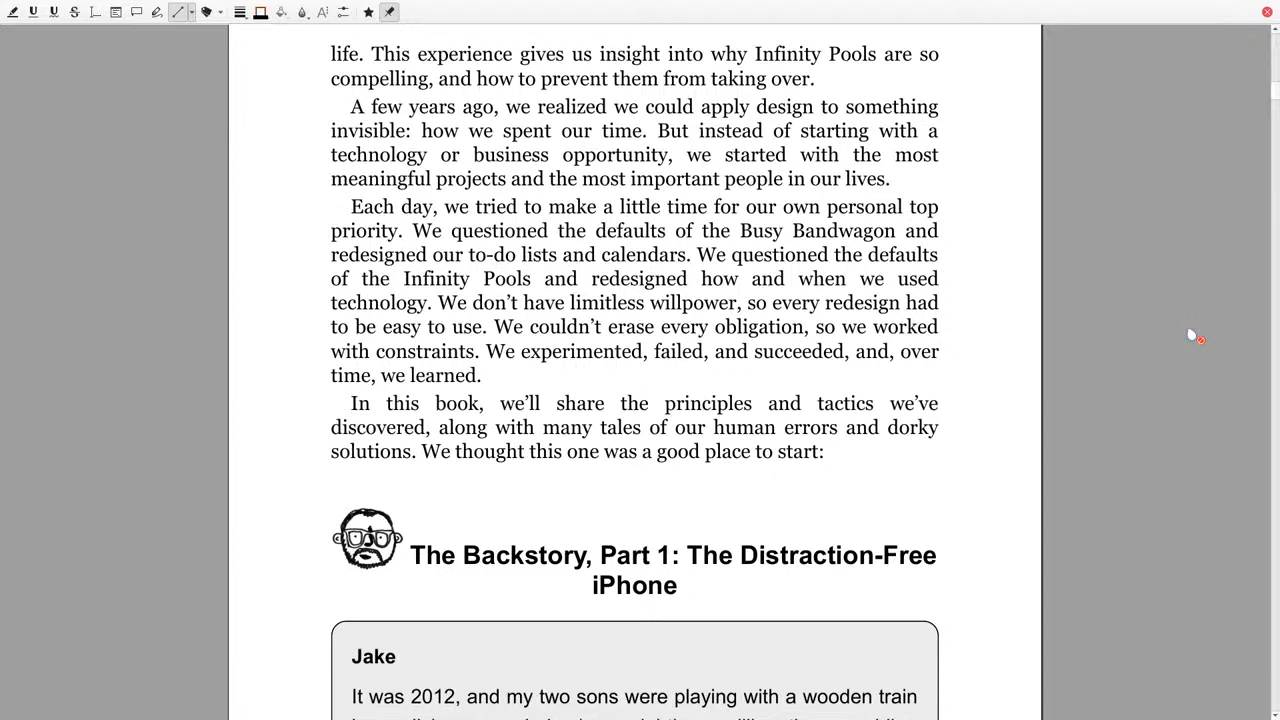 life. This experience gives us insight into why Infinity Pools are so
compelling, and how to prevent them from taking over.
A few years ago, we realized we could apply design to something
invisible: how we spent our time. But instead of starting with a
technology or business opportunity, we started with the most
meaningful projects and the most important people in our lives.
Each day, we tried to make a little time for our own personal top
priority. We questioned the defaults of the Busy Bandwagon and
redesigned our to-do lists and calendars. We questioned the defaults
of the Infinity Pools and redesigned how and when we used
technology. We don’t have limitless willpower, so every redesign had
to be easy to use. We couldn’t erase every obligation, so we worked
with constraints. We experimented, failed, and succeeded, and, over
time, we learned.
In this book, we’ll share the principles and tactics we’ve
discovered, along with many tales of our human errors and dorky
solutions. We thought this one was a good place to start:
The Backstory, Part 1: The Distraction-Free
iPhone
Jake
It was 2012, and my two sons were playing with a wooden train